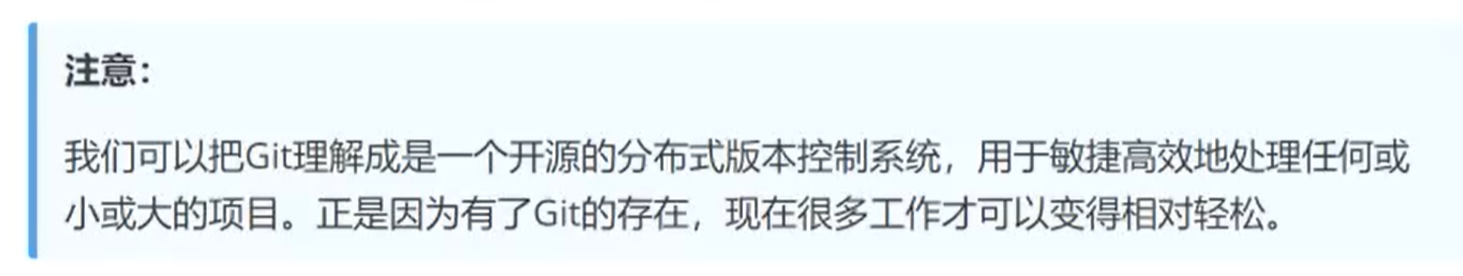 注意：
我们可以把Git理解成是一个开源的分布式版本控制系统，用于敏捷高效地处理任何或
小或大的项目。正是因为有了Git的存在，现在很多工作才可以变得相对轻松。